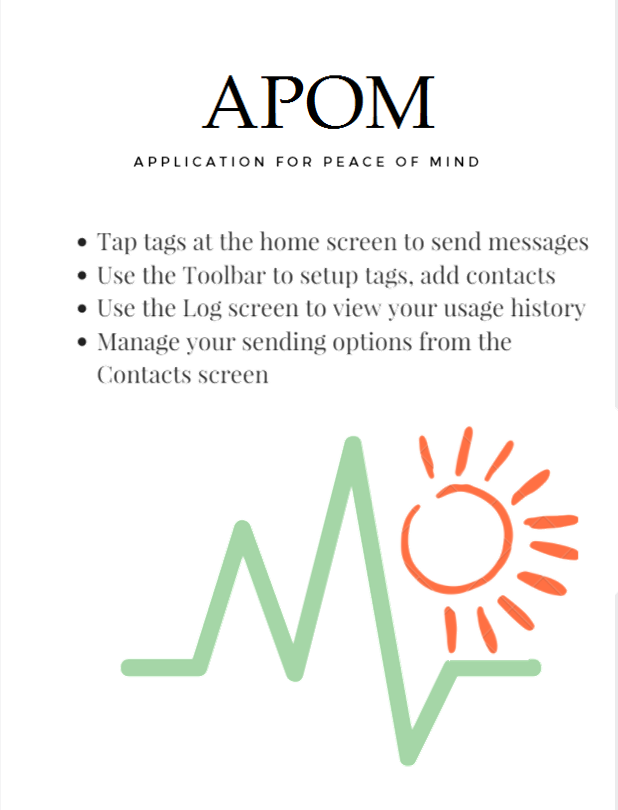 APOM
APPLICATION FOR PEACE OF MIND
• Tap tags at the home screen to send messages
• Use the Toolbar to setup tags, add contacts
• Use the Log screen to view your usage history
• Manage your sending options from the
Contacts screen